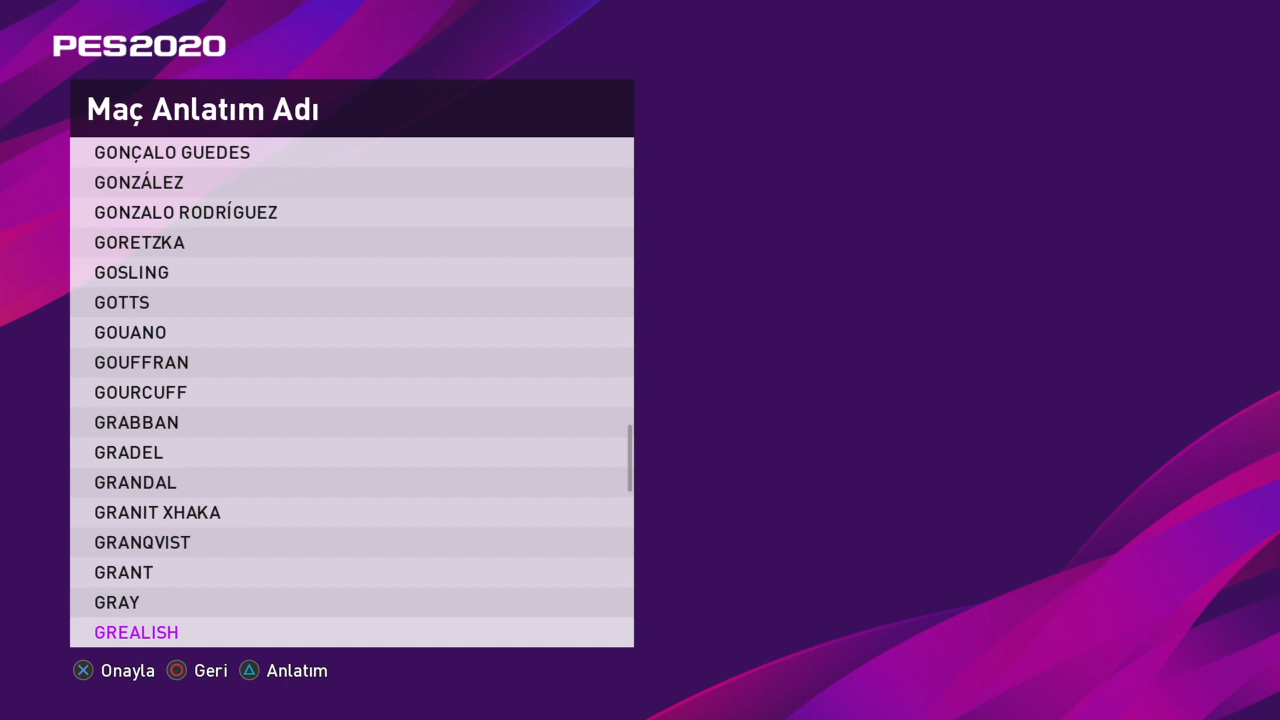 PES2020
Maç Anlatım Adı
GONÇALO GUEDES
GONZÁLEZ
GONZALO RODRÍGUEZ
GORETZKA
GOSLING
GOTTS
GOUANO
GOUFFRAN
GOURCUFF
GRABBAN
GRADEL
GRANDAL
GRANIT XHAKA
GRANQVIST
GRANT
GRAY
GREALISH
Onayla Geri Anlatım